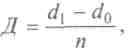 Д = (d₁ − d₀) / n,